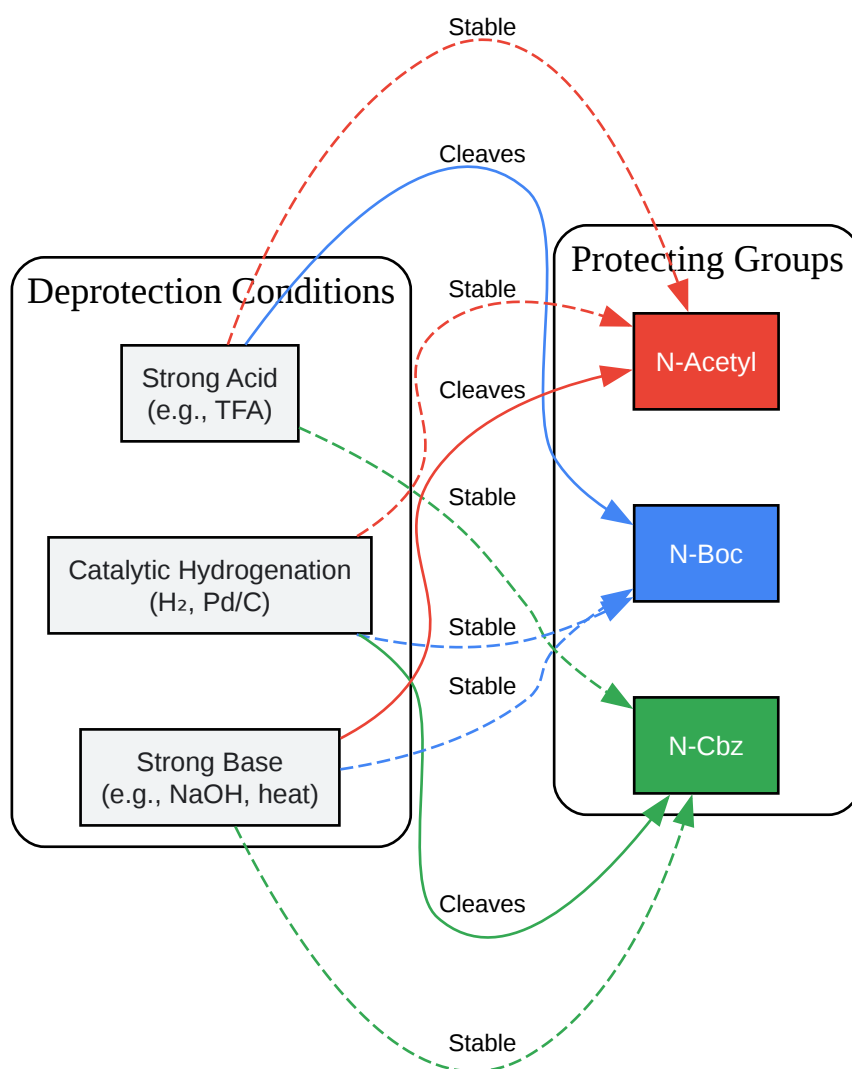 Stable
Cleaves
Protecting Groups
Deprotection Conditions
Stable
N-Acetyl
Strong Acid
(e.g., TFA)
Cleaves
Stable
N-Boc
Catalytic Hydrogenation
(H₂, Pd/C)
Stable
Stable
N-Cbz
Strong Base
(e.g., NaOH, heat)
Cleaves
Stable